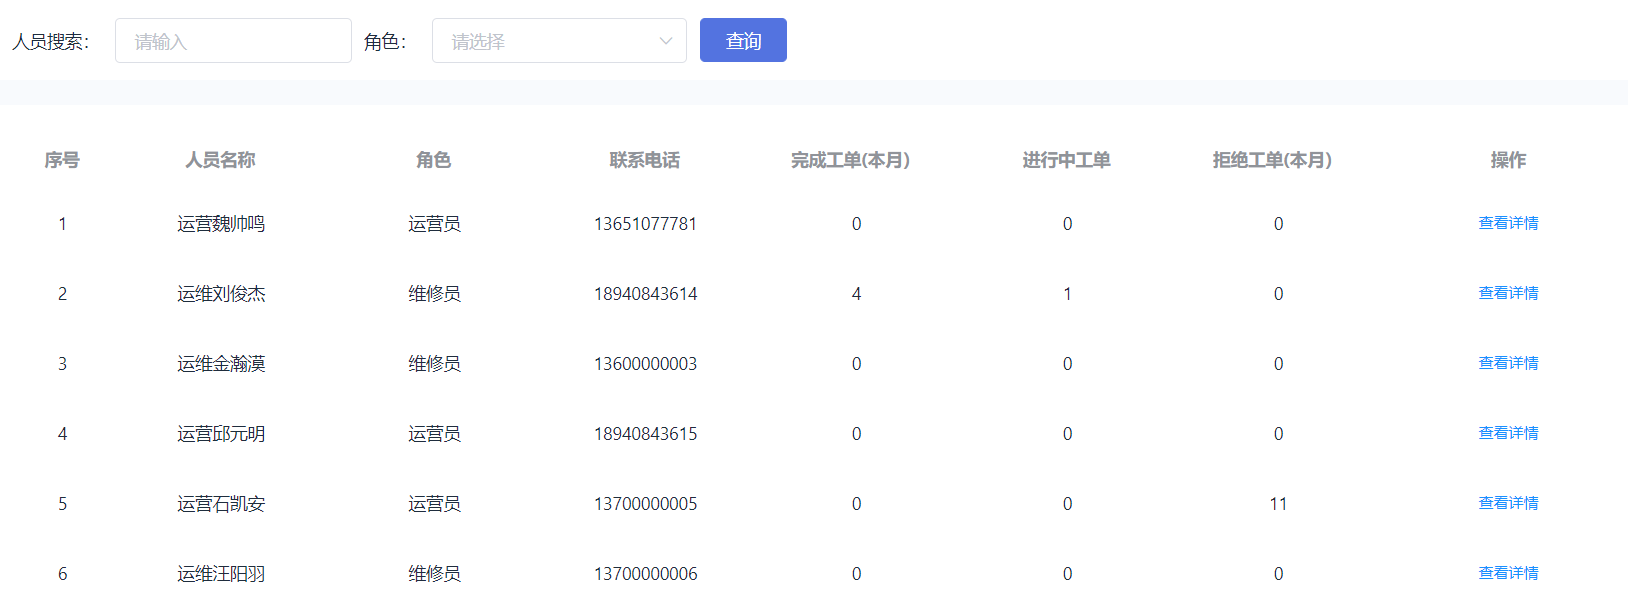 人员搜索： 请输入 角色： 请选择 查询
序号 人员名称 角色 联系电话 完成工单(本月) 进行中工单 拒绝工单(本月) 操作
1 运营魏帅鸣 运营员 13651077781 0 0 0 查看详情
2 运维刘俊杰 维修员 18940843614 4 1 0 查看详情
3 运维金瀚漠 维修员 13600000003 0 0 0 查看详情
4 运营邱元明 运营员 18940843615 0 0 0 查看详情
5 运营石凯安 运营员 13700000005 0 0 11 查看详情
6 运维汪阳羽 维修员 13700000006 0 0 0 查看详情